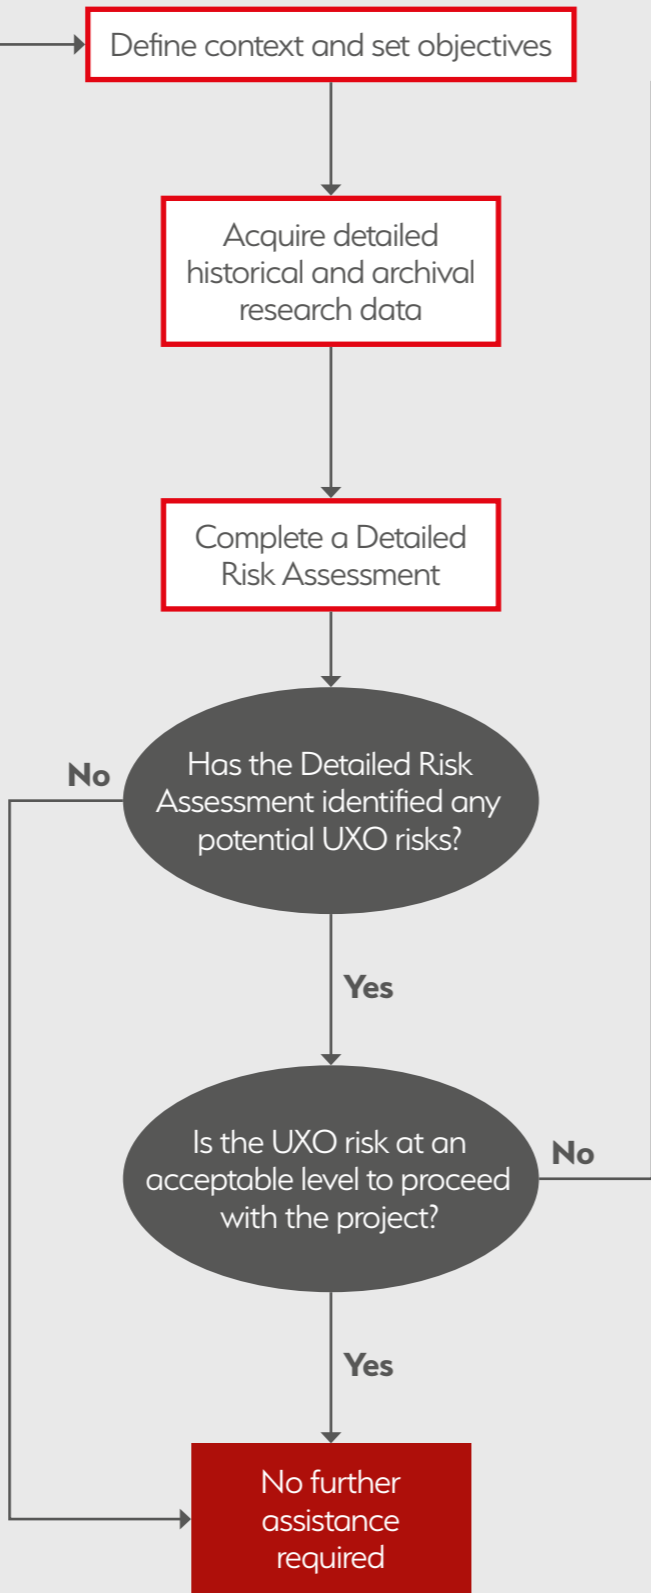 Define context and set objectives
Acquire detailed
historical and archival
research data
Complete a Detailed
Risk Assessment
No
Has the Detailed Risk
Assessment identified any
potential UXO risks?
Yes
Is the UXO risk at an
acceptable level to proceed
with the project?
No
Yes
No further
assistance
required